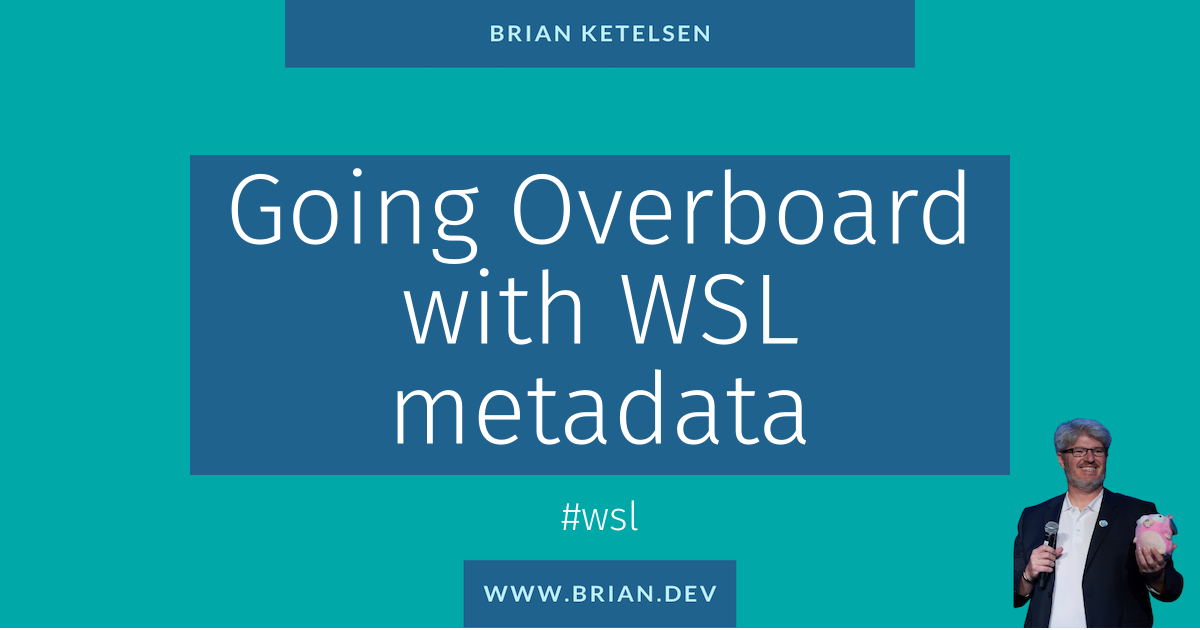 BRIAN KETELSEN
Going Overboard
with WSL
metadata
#wsl
WWW.BRIAN.DEV